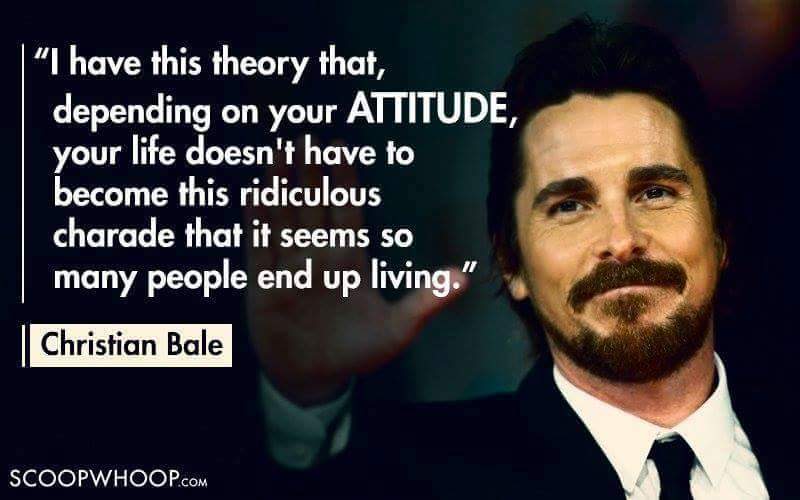 “I have this theory that,
depending on your ATTITUDE,
your life doesn't have to
become this ridiculous
charade that it seems so
many people end up living.”
Christian Bale
SCOOPWHOOP.COM